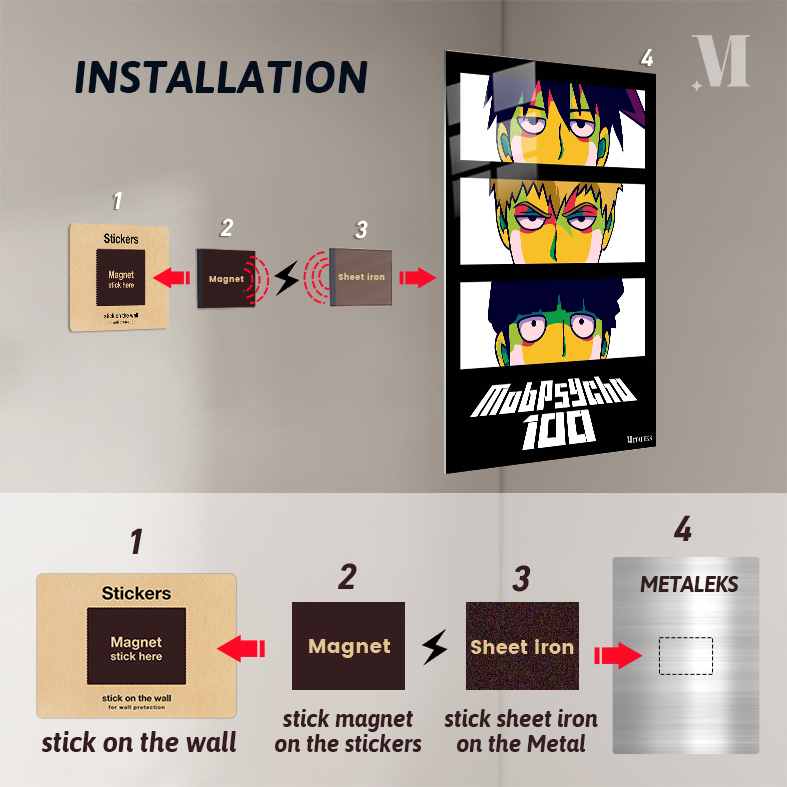 INSTALLATION
M
4
1
2
3
Stickers
Magnet
stick here
stick on the wall
for wall protection
Magnet
Sheet iron
MobPsycho
100
METALEKS
1
2
3
4
Stickers
Magnet
stick here
stick on the wall
for wall protection
Magnet
Sheet iron
METALEKS
stick on the wall
stick magnet
on the stickers
stick sheet iron
on the Metal